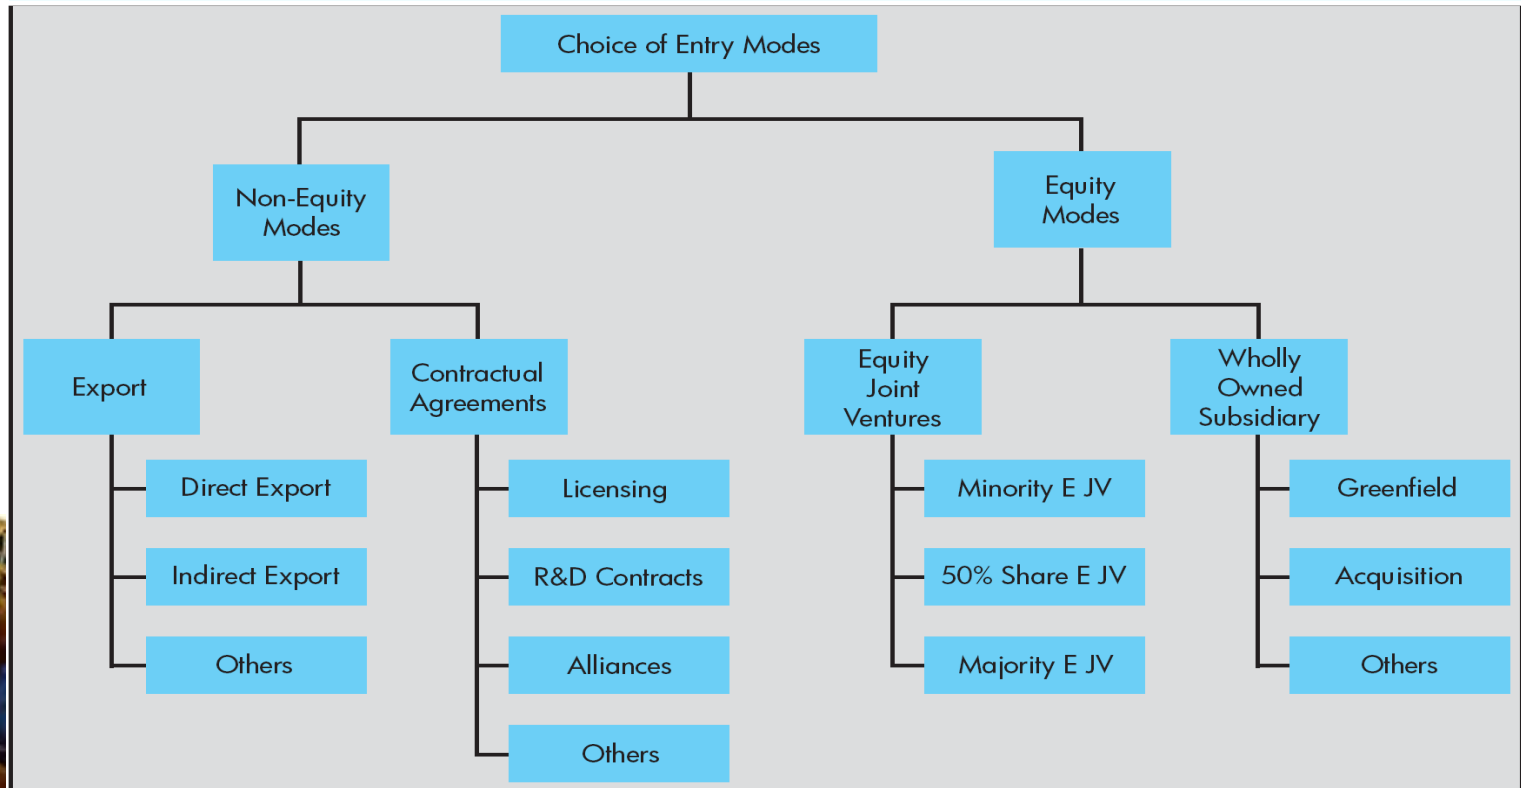 Choice of Entry Modes
Non-Equity
Modes
Equity
Modes
Export
Contractual
Agreements
Equity
Joint
Ventures
Wholly
Owned
Subsidiary
Direct Export
Indirect Export
Others
Licensing
R&D Contracts
Alliances
Others
Minority E JV
50% Share E JV
Majority E JV
Greenfield
Acquisition
Others